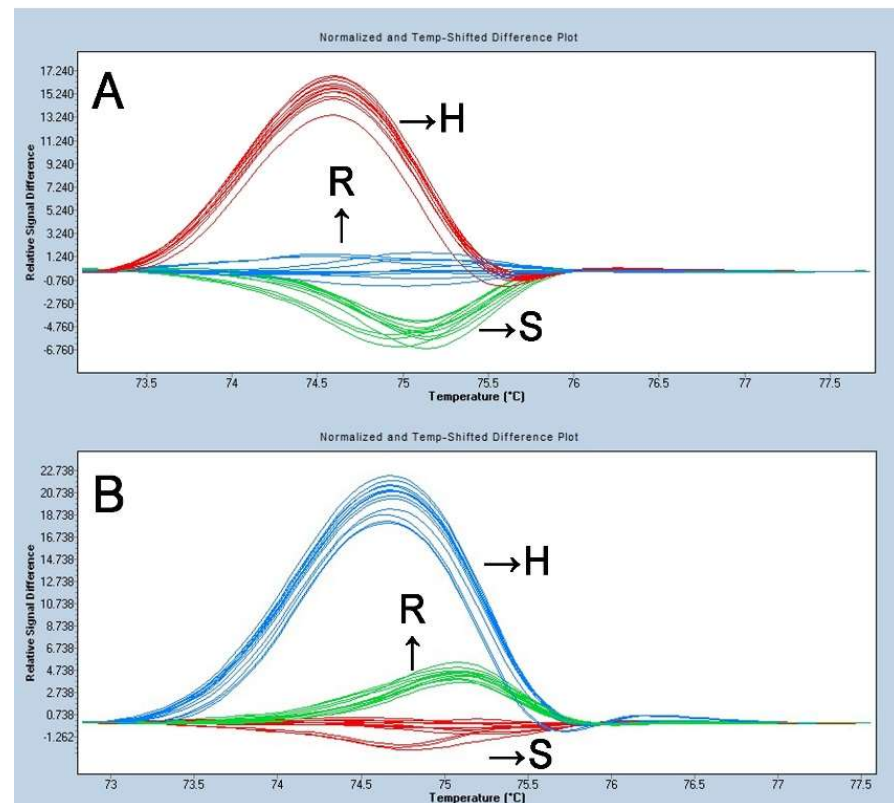 Normalized and Temp-Shifted Difference Plot
A
Relative Signal Difference
17.240
15.240
13.240
11.240
9.240
7.240
5.240
3.240
1.240
-0.760
-2.760
-4.760
-6.760
→H
R
↑
→S
73.5 74 74.5 75 75.5 76 76.5 77 77.5
Temperature (°C)
Normalized and Temp-Shifted Difference Plot
B
Relative Signal Difference
22.738
20.738
18.738
16.738
14.738
12.738
10.738
8.738
6.738
4.738
2.738
0.738
-1.262
→H
R
↑
→S
73 73.5 74 74.5 75 75.5 76 76.5 77 77.5
Temperature (°C)